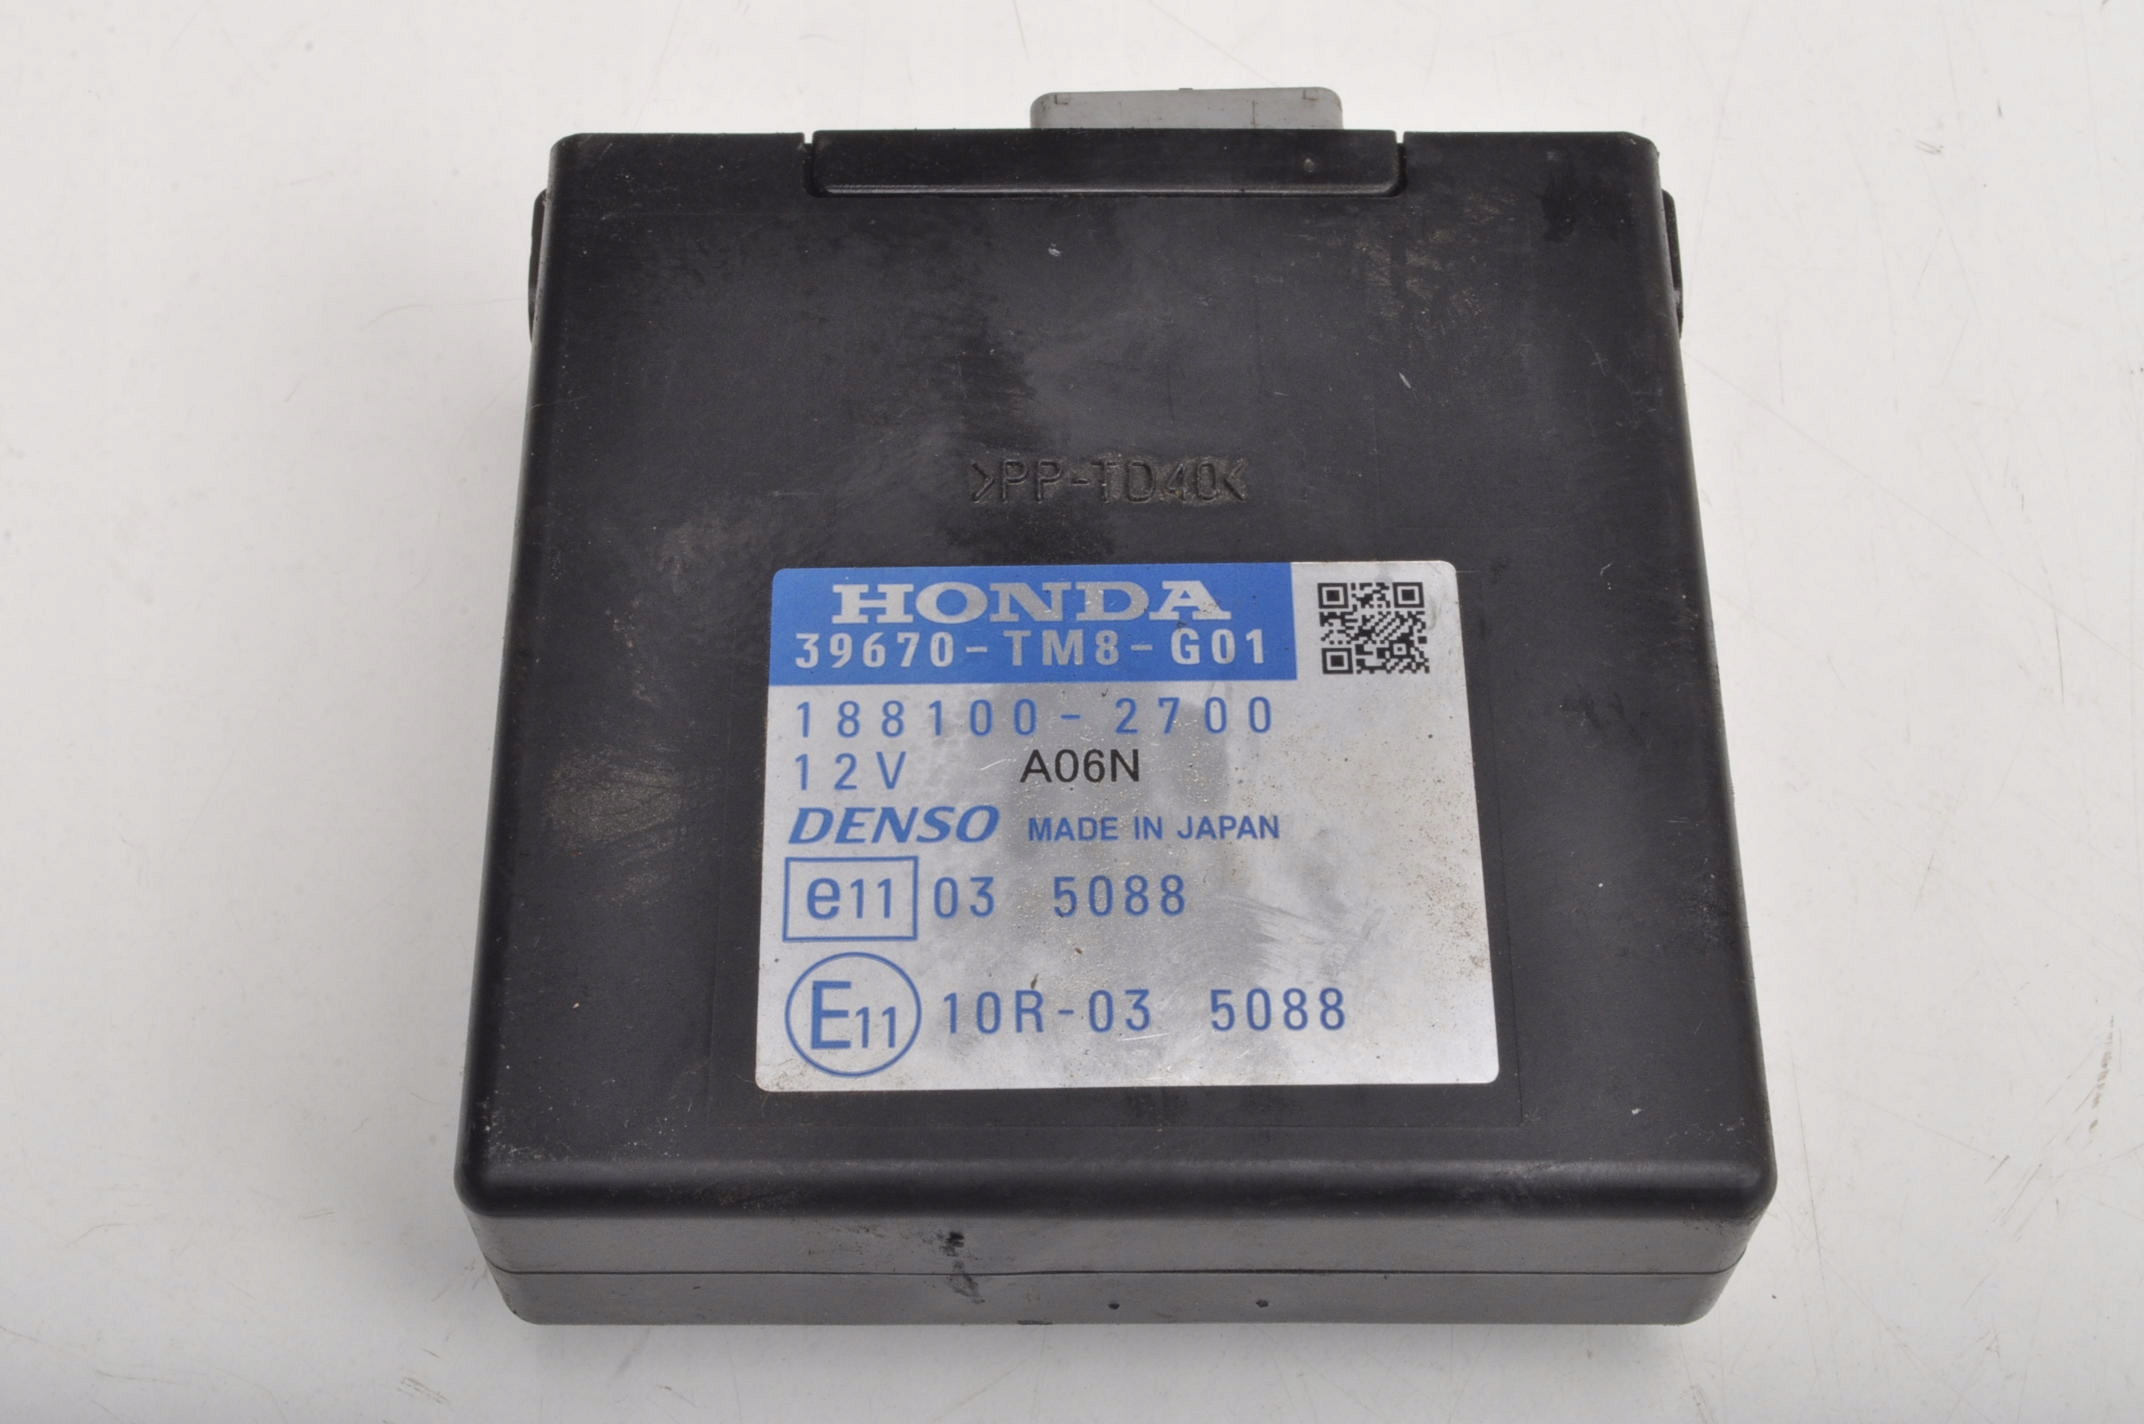 >PP-TD40<
HONDA
39670-TM8-G01
188100-2700
12V A06N
DENSO MADE IN JAPAN
e11 03 5088
E11 10R-03 5088